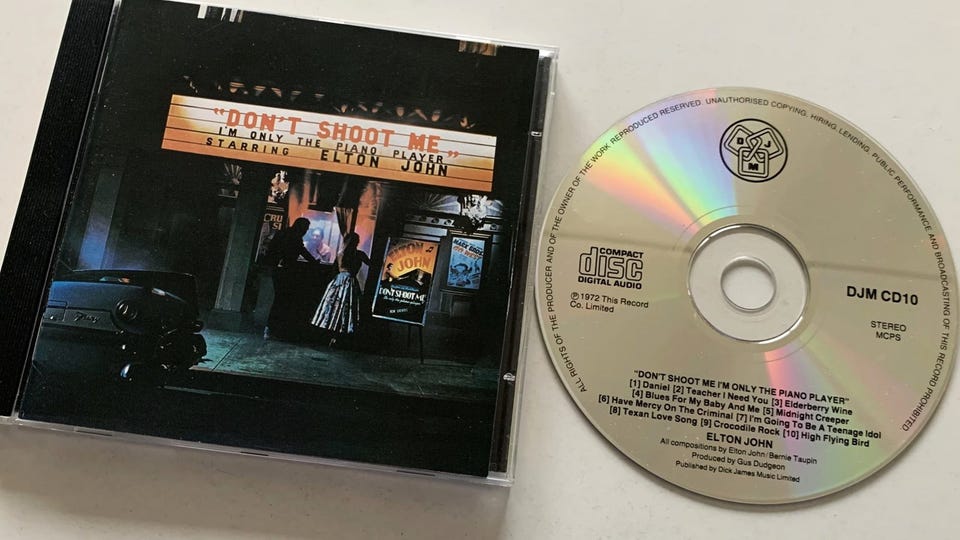 "DON'T SHOOT ME"
I'M ONLY THE PIANO PLAYER
STARRING ELTON JOHN
ELTON
JOHN
DON'T SHOOT ME
ALL RIGHTS OF THE PRODUCER AND OF THE OWNER OF THE WORK REPRODUCED RESERVED. UNAUTHORISED COPYING, HIRING, LENDING, PUBLIC PERFORMANCE AND BROADCASTING OF THIS RECORD PROHIBITED.
D J
M
COMPACT
disc
DIGITAL AUDIO
℗ 1972 This Record
Co. Limited
DJM CD10
STEREO
MCPS
"DON'T SHOOT ME I'M ONLY THE PIANO PLAYER"
[1] Daniel [2] Teacher I Need You [3] Elderberry Wine
[4] Blues For My Baby And Me [5] Midnight Creeper
[6] Have Mercy On The Criminal [7] I'm Going To Be A Teenage Idol
[8] Texan Love Song [9] Crocodile Rock [10] High Flying Bird
ELTON JOHN
All compositions by Elton John/Bernie Taupin
Produced by Gus Dudgeon
Published by Dick James Music Limited